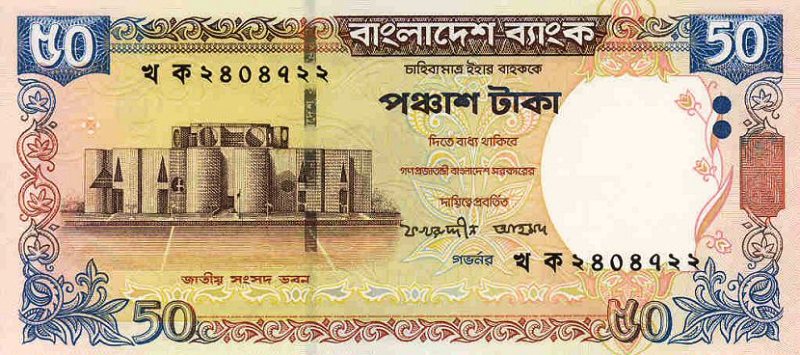 ৫০ বাংলাদেশ ব্যাংক 50
খ ক ২৪০৪৭২২
চাহিবামাত্র ইহার বাহককে
পঞ্চাশ টাকা
দিতে বাধ্য থাকিবে
গণপ্রজাতন্ত্রী বাংলাদেশ সরকারের
দায়িত্বে প্রবর্তিত
ফখরুদ্দীন আহমদ
গভর্নর
খ ক ২৪০৪৭২২
জাতীয় সংসদ ভবন
50 ৫০